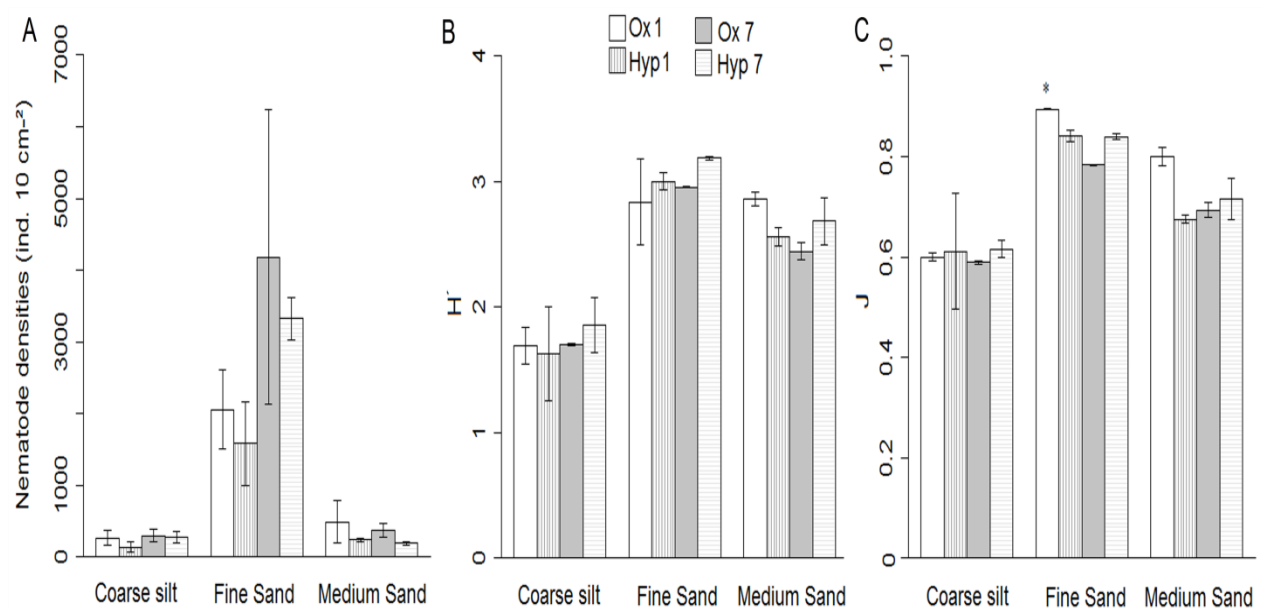 A
Nematode densities (ind. 10 cm-²)
7000
5000
3000
1000
0
Coarse silt
Fine Sand
Medium Sand
B
Ox 1
Ox 7
Hyp 1
Hyp 7
H´
4
3
2
1
0
Coarse silt
Fine Sand
Medium Sand
C
J
1.0
0.8
0.6
0.4
0.2
0
*
Coarse silt
Fine Sand
Medium Sand